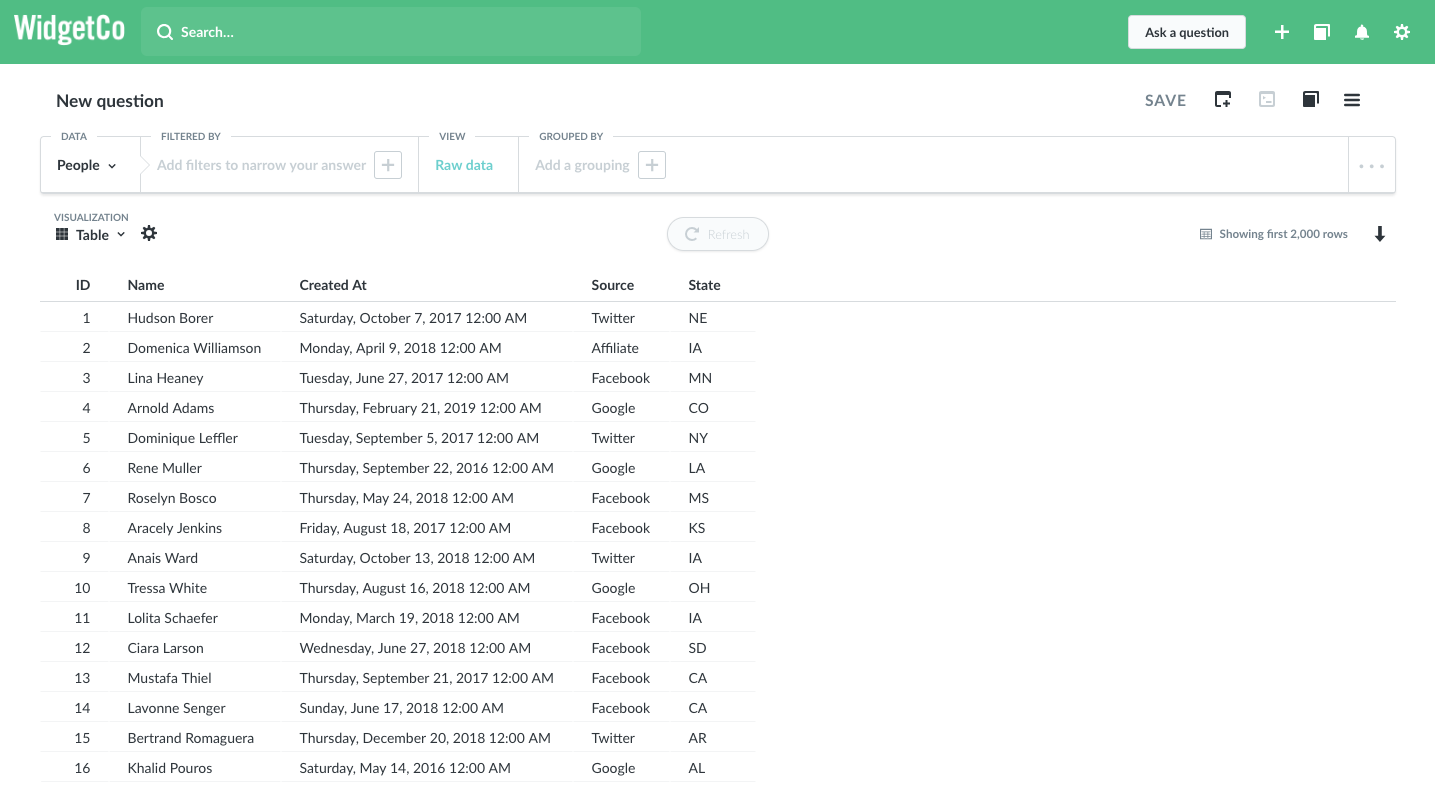 WidgetCo Search... Ask a question
New question SAVE
DATA FILTERED BY VIEW GROUPED BY
People Add filters to narrow your answer Raw data Add a grouping
VISUALIZATION
Table Refresh Showing first 2,000 rows
ID Name Created At Source State
1 Hudson Borer Saturday, October 7, 2017 12:00 AM Twitter NE
2 Domenica Williamson Monday, April 9, 2018 12:00 AM Affiliate IA
3 Lina Heaney Tuesday, June 27, 2017 12:00 AM Facebook MN
4 Arnold Adams Thursday, February 21, 2019 12:00 AM Google CO
5 Dominique Leffler Tuesday, September 5, 2017 12:00 AM Twitter NY
6 Rene Muller Thursday, September 22, 2016 12:00 AM Google LA
7 Roselyn Bosco Thursday, May 24, 2018 12:00 AM Facebook MS
8 Aracely Jenkins Friday, August 18, 2017 12:00 AM Facebook KS
9 Anais Ward Saturday, October 13, 2018 12:00 AM Twitter IA
10 Tressa White Thursday, August 16, 2018 12:00 AM Google OH
11 Lolita Schaefer Monday, March 19, 2018 12:00 AM Facebook IA
12 Ciara Larson Wednesday, June 27, 2018 12:00 AM Facebook SD
13 Mustafa Thiel Thursday, September 21, 2017 12:00 AM Facebook CA
14 Lavonne Senger Sunday, June 17, 2018 12:00 AM Facebook CA
15 Bertrand Romaguera Thursday, December 20, 2018 12:00 AM Twitter AR
16 Khalid Pouros Saturday, May 14, 2016 12:00 AM Google AL